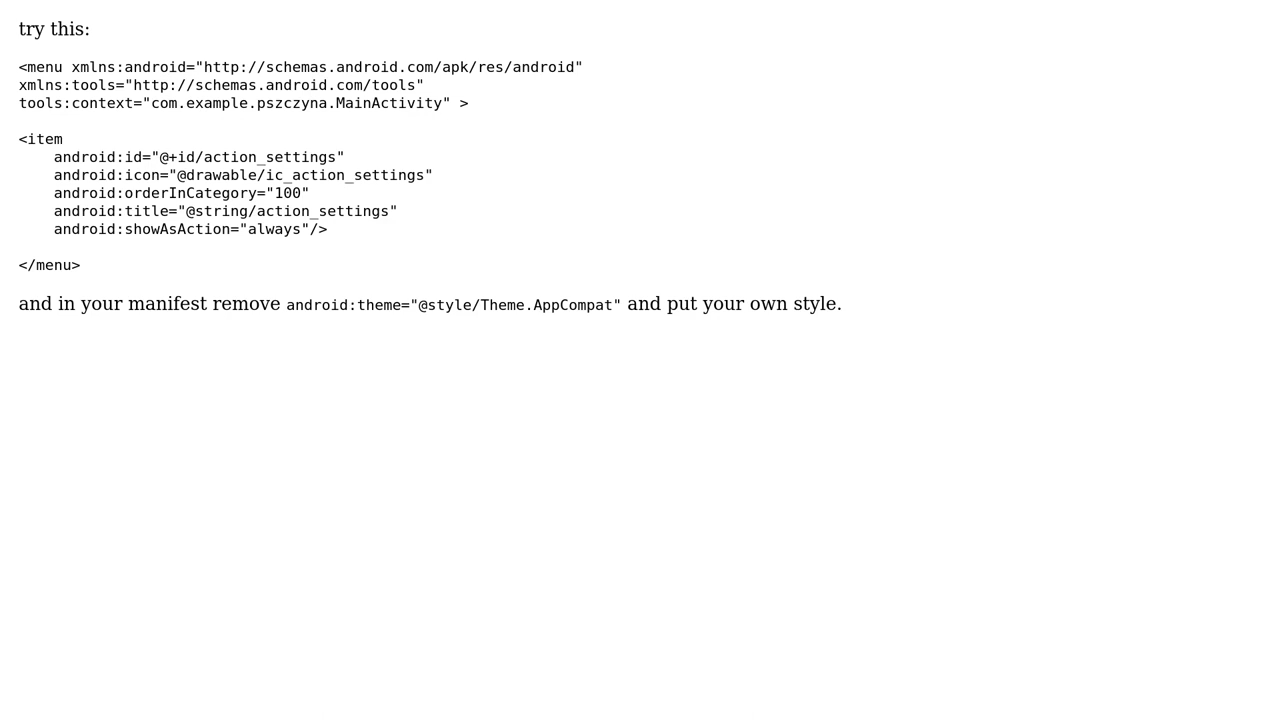 try this:
<menu xmlns:android="http://schemas.android.com/apk/res/android"
xmlns:tools="http://schemas.android.com/tools"
tools:context="com.example.pszczyna.MainActivity" >
<item
    android:id="@+id/action_settings"
    android:icon="@drawable/ic_action_settings"
    android:orderInCategory="100"
    android:title="@string/action_settings"
    android:showAsAction="always"/>
</menu>
and in your manifest remove android:theme="@style/Theme.AppCompat" and put your own style.